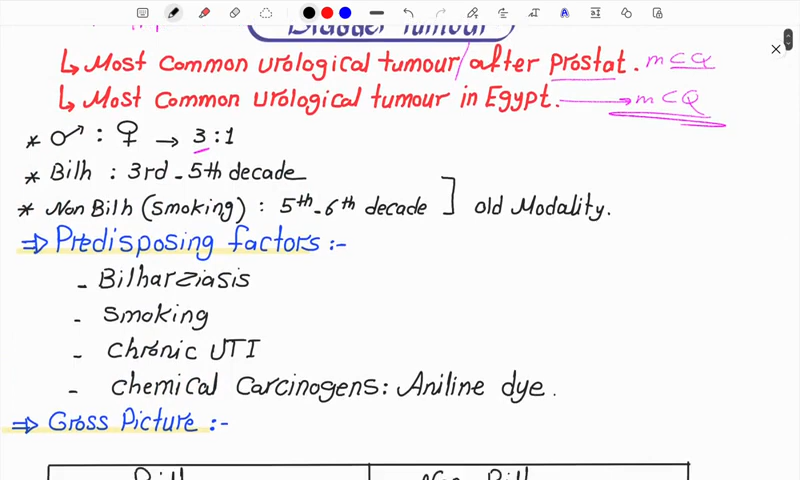 Bladder Tumour
↳ Most Common urological tumour/after prostat. mCQ
↳ Most Common urological tumour in Egypt. → mCQ
* ♂ : ♀ → 3:1
* Bilh : 3rd - 5th decade
* Non Bilh (smoking) : 5th - 6th decade ] old Modality.
⇒ Predisposing factors :-
- Bilharziasis
- Smoking
- Chronic UTI
- Chemical Carcinogens: Aniline dye.
⇒ Gross Picture :-